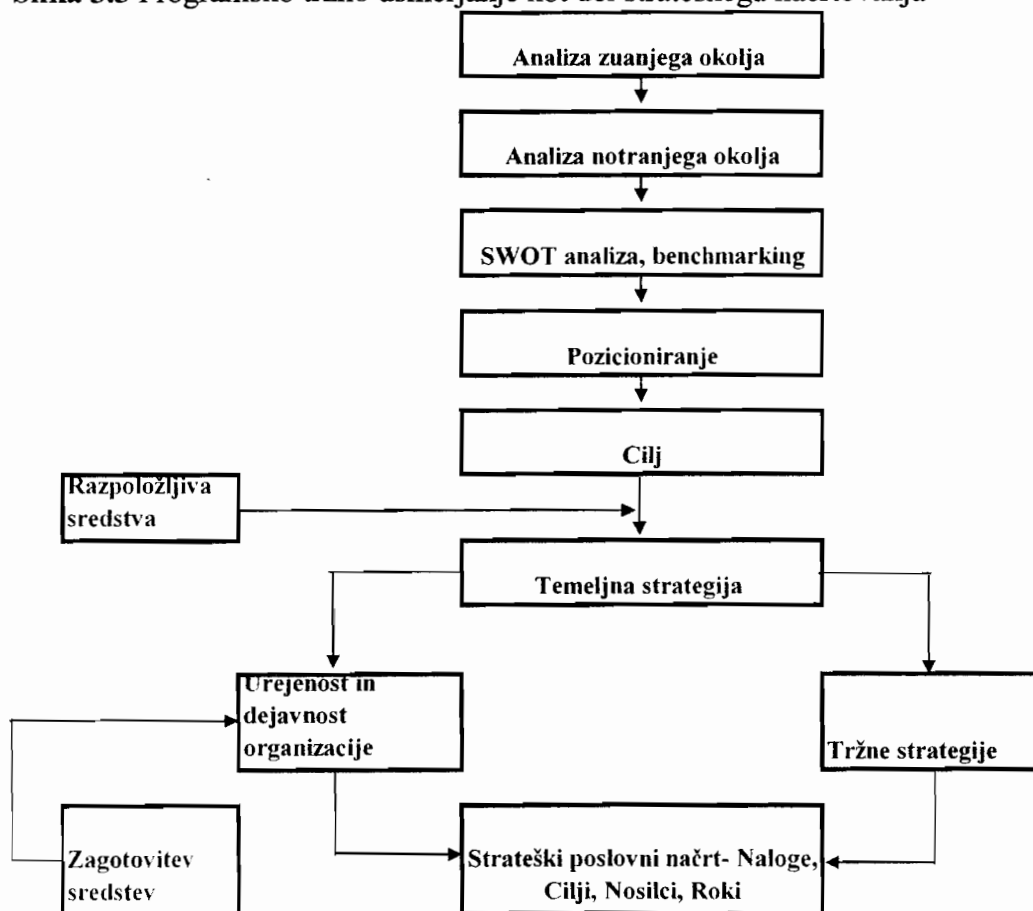 Analiza zuanjega okolja
Analiza notranjega okolja
SWOT analiza, benchmarking
Pozicioniranje
Cilj
Razpoložljiva
sredstva
Temeljna strategija
Urejenost in
dejavnost
organizacije
Tržne strategije
Zagotovitev
sredstev
Strateški poslovni načrt- Naloge,
Cilji, Nosilci, Roki